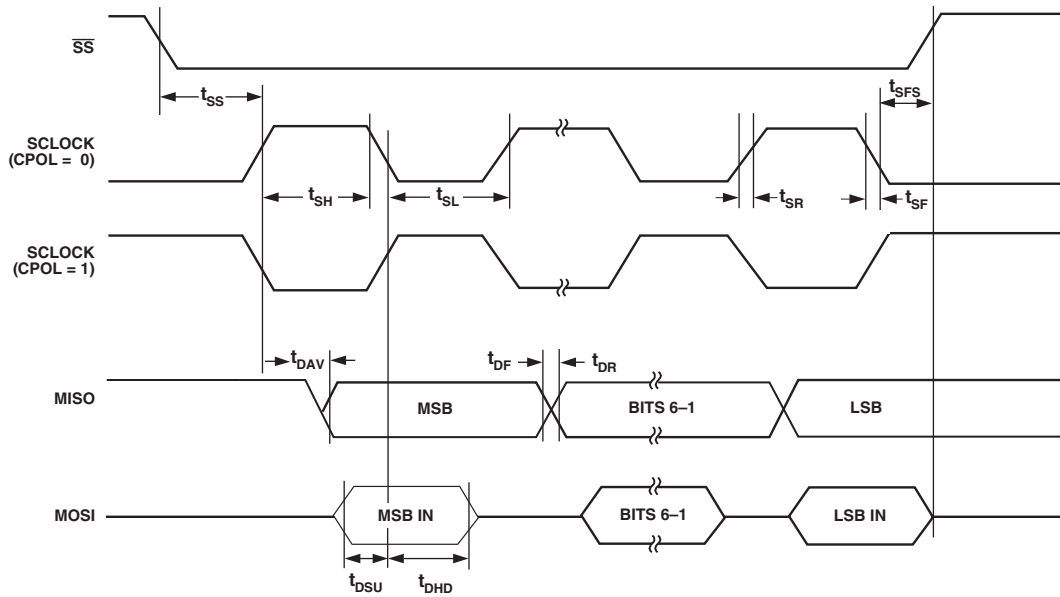 SS
tSS
tSFS
SCLOCK
(CPOL = 0)
tSH
tSL
tSR
tSF
SCLOCK
(CPOL = 1)
tDAV
tDF
tDR
MISO
MSB
BITS 6–1
LSB
MOSI
MSB IN
BITS 6–1
LSB IN
tDSU
tDHD